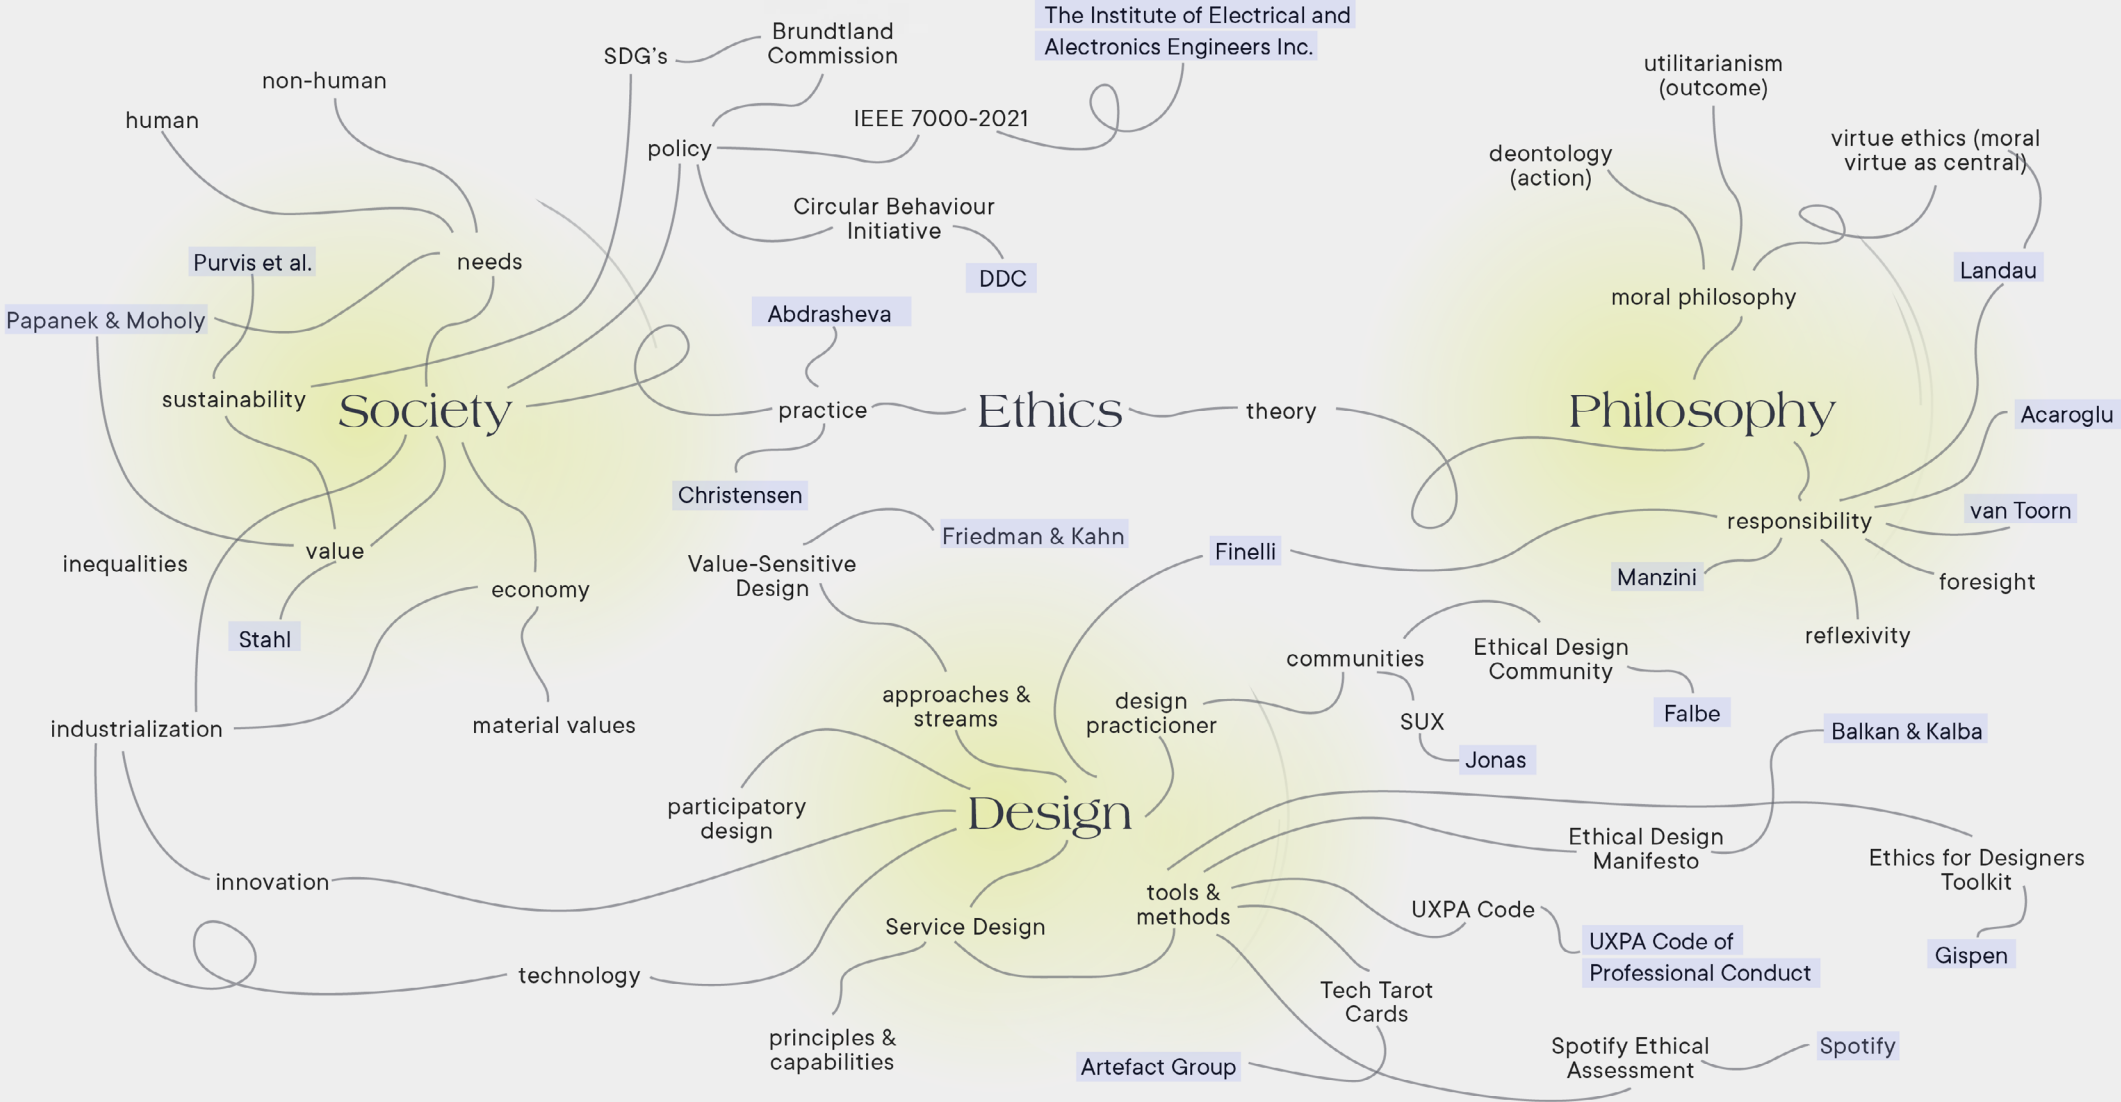 The Institute of Electrical and
Alectronics Engineers Inc.
Brundtland
Commission
SDG's
non-human
utilitarianism
(outcome)
human
IEEE 7000-2021
policy
deontology
(action)
virtue ethics (moral
virtue as central)
Circular Behaviour
Initiative
Purvis et al.
needs
DDC
Landau
Papanek & Moholy
Abdrasheva
moral philosophy
sustainability
Society
practice
Ethics
theory
Philosophy
Acaroglu
Christensen
van Toorn
responsibility
Friedman & Kahn
Finelli
inequalities
value
Value-Sensitive
Design
economy
Manzini
foresight
Stahl
reflexivity
communities
Ethical Design
Community
approaches &
streams
design
practicioner
SUX
Falbe
industrialization
material values
Balkan & Kalba
Jonas
participatory
design
Design
Ethical Design
Manifesto
Ethics for Designers
Toolkit
innovation
tools &
methods
UXPA Code
Service Design
UXPA Code of
Professional Conduct
Gispen
technology
Tech Tarot
Cards
principles &
capabilities
Artefact Group
Spotify Ethical
Assessment
Spotify